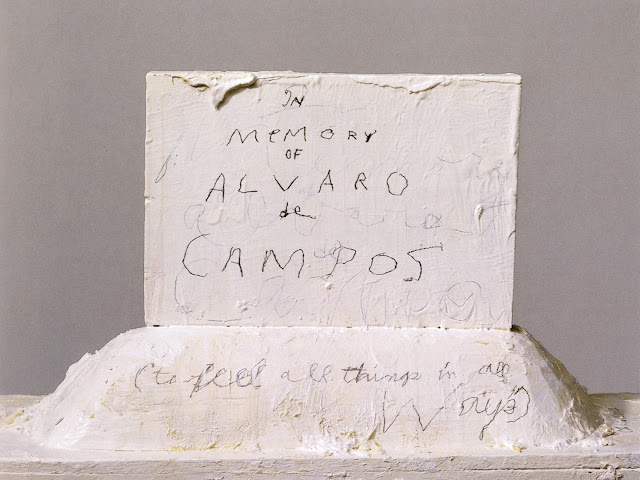 IN
MEMORY
OF
ALVARO
de
CAMPOS
(to feel all things in all
Ways)